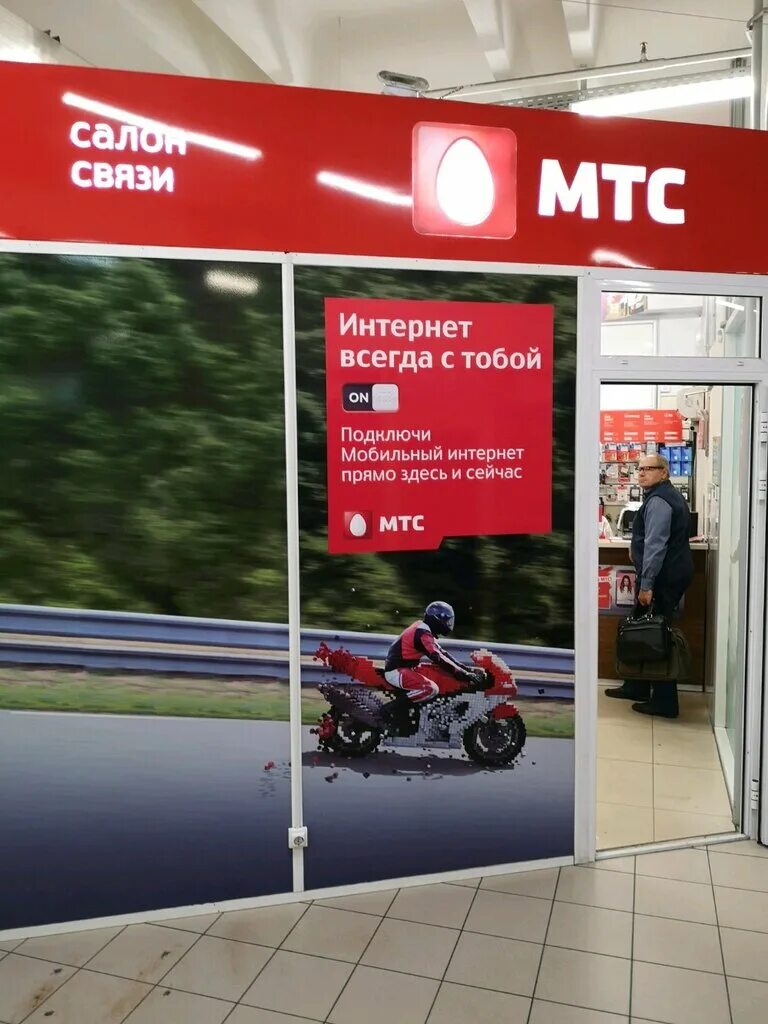 салон
связи
МТС
Интернет
всегда с тобой
ON
Подключи
Мобильный интернет
прямо здесь и сейчас
МТС